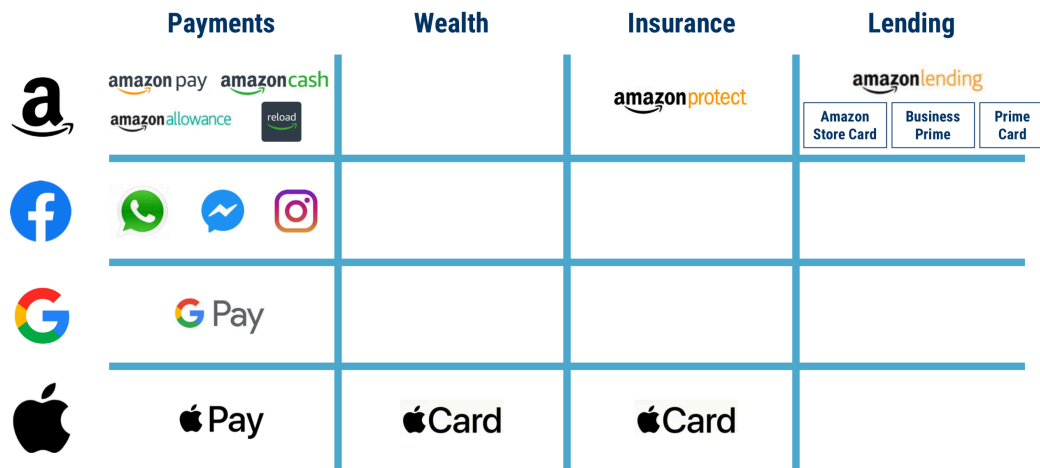 Payments Wealth Insurance Lending
a
amazon pay amazon cash
amazon allowance reload
amazon protect
amazon lending
Amazon Store Card
Business Prime
Prime Card
f
G
G Pay
Pay
Card
Card